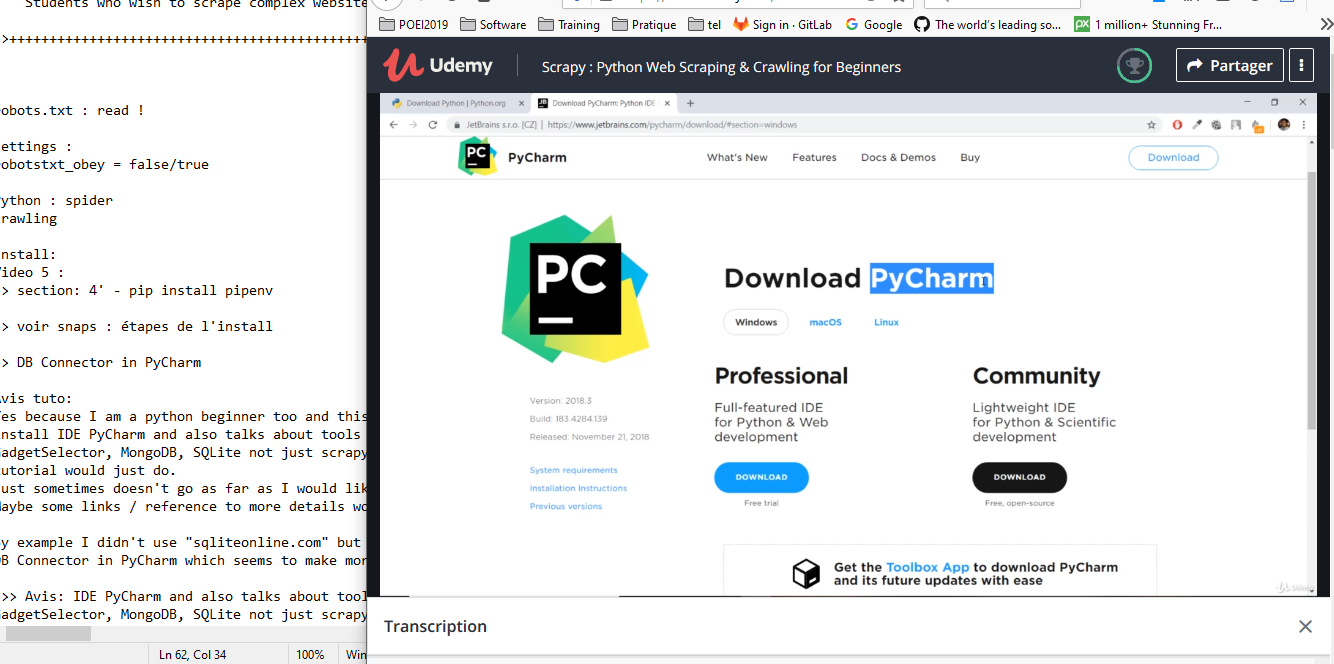 Students who wish to scrape complex website
>++++++++++++++++++++++++++++++++++++++++++++
obots.txt : read !
ettings :
obotstxt_obey = false/true
ython : spider
rawling
nstall:
ideo 5 :
> section: 4' - pip install pipenv
> voir snaps : étapes de l'install
> DB Connector in PyCharm
vis tuto:
es because I am a python beginner too and this
nstall IDE PyCharm and also talks about tools
adgetSelector, MongoDB, SQLite not just scrapy
utorial would just do.
ust sometimes doesn't go as far as I would lik
aybe some links / reference to more details wo
y example I didn't use "sqliteonline.com" but
B Connector in PyCharm which seems to make mor
>> Avis: IDE PyCharm and also talks about tool
adgetSelector, MongoDB, SQLite not just scrapy
Ln 62, Col 34
100%
Win
POEI2019
Software
Training
Pratique
tel
Sign in · GitLab
Google
The world's leading so...
px
1 million+ Stunning Fr...
Udemy
Scrapy : Python Web Scraping & Crawling for Beginners
Partager
Download Python | Python.org
Download PyCharm: Python IDE
JetBrains s.r.o. [CZ] | https://www.jetbrains.com/pycharm/download/#section=windows
PC
PyCharm
What's New
Features
Docs & Demos
Buy
Download
PC
Download PyCharm
Windows
macOS
Linux
Version: 2018.3
Build: 183.4284.139
Released: November 21, 2018
System requirements
Installation Instructions
Previous versions
Professional
Full-featured IDE
for Python & Web
development
DOWNLOAD
Free trial
Community
Lightweight IDE
for Python & Scientific
development
DOWNLOAD
Free, open-source
Get the Toolbox App to download PyCharm
and its future updates with ease
Transcription